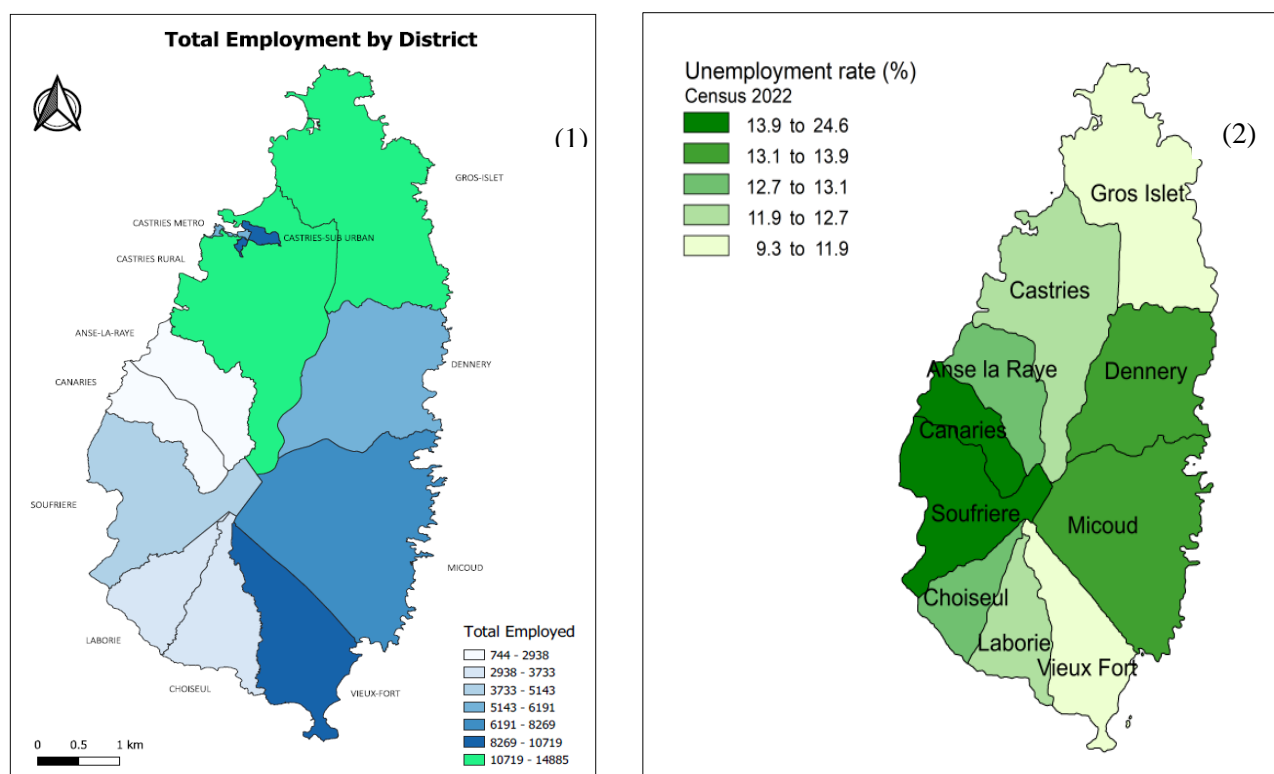 Total Employment by District
(1)
GROS-ISLET
CASTRIES METRO
CASTRIES-SUB URBAN
CASTRIES RURAL
ANSE-LA-RAYE
DENNERY
CANARIES
SOUFRIERE
MICOUD
LABORIE
CHOISEUL
VIEUX-FORT
Total Employed
744 - 2938
2938 - 3733
3733 - 5143
5143 - 6191
6191 - 8269
8269 - 10719
10719 - 14885
0 0.5 1 km
Unemployment rate (%)
Census 2022
13.9 to 24.6
13.1 to 13.9
12.7 to 13.1
11.9 to 12.7
9.3 to 11.9
(2)
Gros Islet
Castries
Anse la Raye
Dennery
Canaries
Soufriere
Micoud
Choiseul
Laborie
Vieux Fort